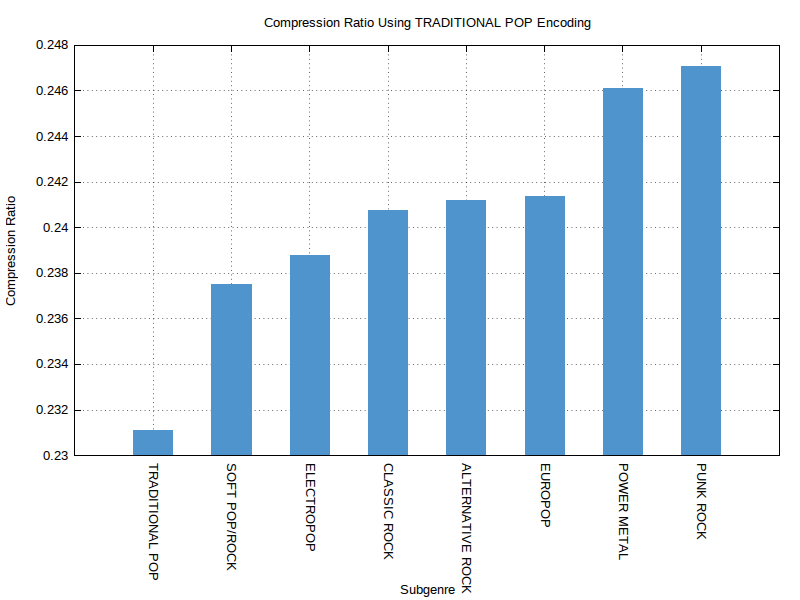 Compression Ratio Using TRADITIONAL POP Encoding
0.248
0.246
0.244
0.242
0.24
0.238
0.236
0.234
0.232
0.23
Compression Ratio
TRADITIONAL POP
SOFT POP/ROCK
ELECTROPOP
CLASSIC ROCK
ALTERNATIVE ROCK
EUROPOP
POWER METAL
PUNK ROCK
Subgenre